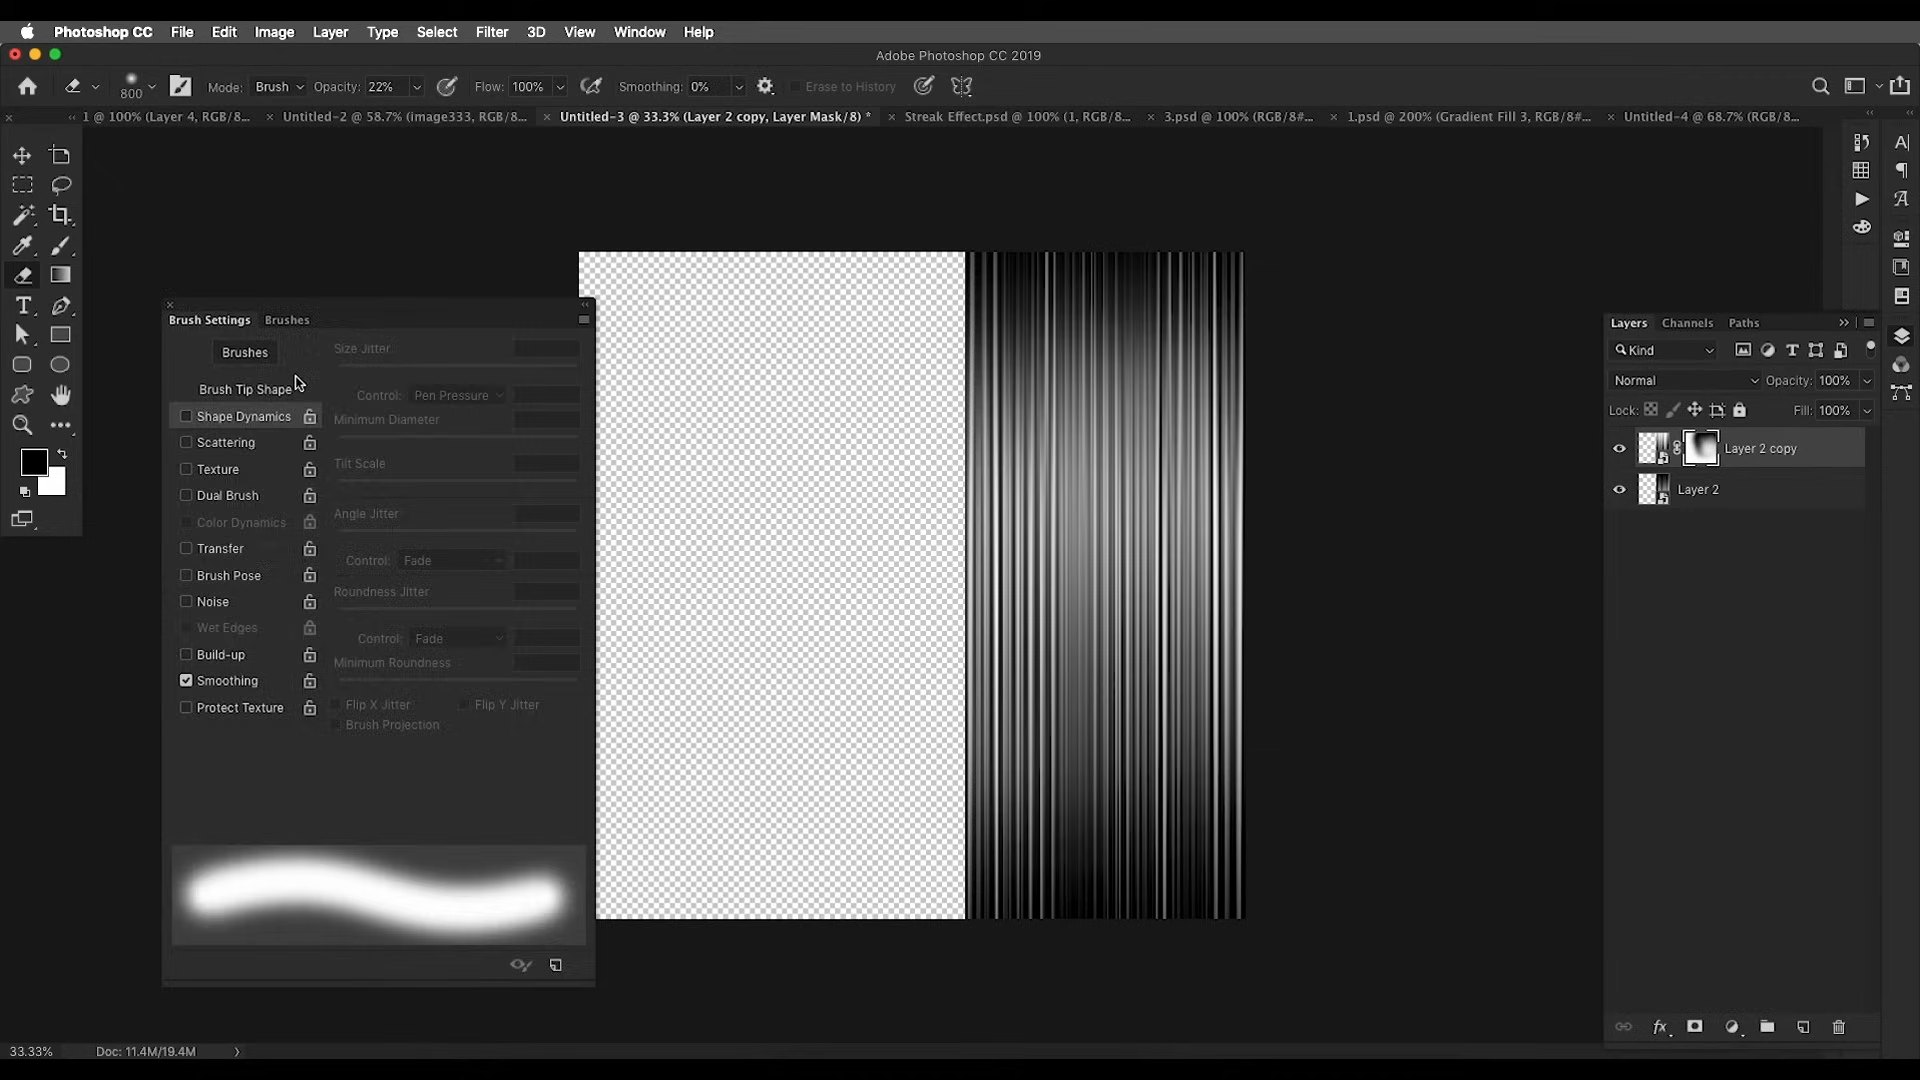 Photoshop CC File Edit Image Layer Type Select Filter 3D View Window Help
Adobe Photoshop CC 2019
800 Mode: Brush Opacity: 22% Flow: 100% Smoothing: 0% Erase to History
1 @ 100% (Layer 4, RGB/8... Untitled-2 @ 58.7% (image333, RGB/8... Untitled-3 @ 33.3% (Layer 2 copy, Layer Mask/8) * Streak Effect.psd @ 100% (1, RGB/8... 3.psd @ 100% (RGB/8#... 1.psd @ 200% (Gradient Fill 3, RGB/8#... Untitled-4 @ 68.7% (RGB/8...
Brush Settings Brushes
Brushes
Brush Tip Shape
Shape Dynamics
Scattering
Texture
Dual Brush
Color Dynamics
Transfer
Brush Pose
Noise
Wet Edges
Build-up
Smoothing
Protect Texture
Size Jitter
Control: Pen Pressure
Minimum Diameter
Tilt Scale
Angle Jitter
Control: Fade
Roundness Jitter
Control: Fade
Minimum Roundness
Flip X Jitter Flip Y Jitter
Brush Projection
Layers Channels Paths
Kind
Normal Opacity: 100%
Lock: Fill: 100%
Layer 2 copy
Layer 2
fx
33.33% Doc: 11.4M/19.4M